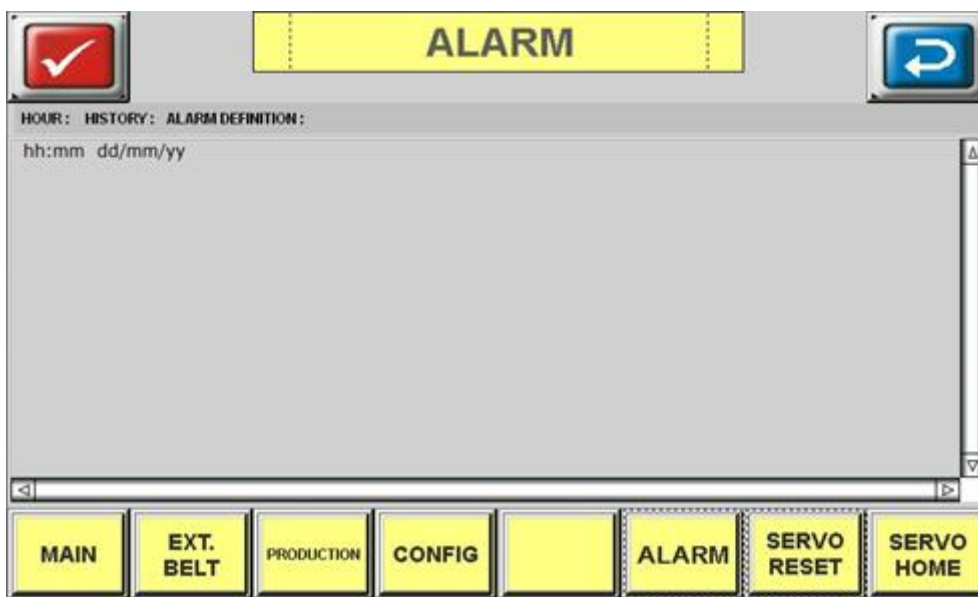 ALARM
HOUR: HISTORY: ALARM DEFINITION:
hh:mm dd/mm/yy
MAIN
EXT.
BELT
PRODUCTION
CONFIG
ALARM
SERVO
RESET
SERVO
HOME